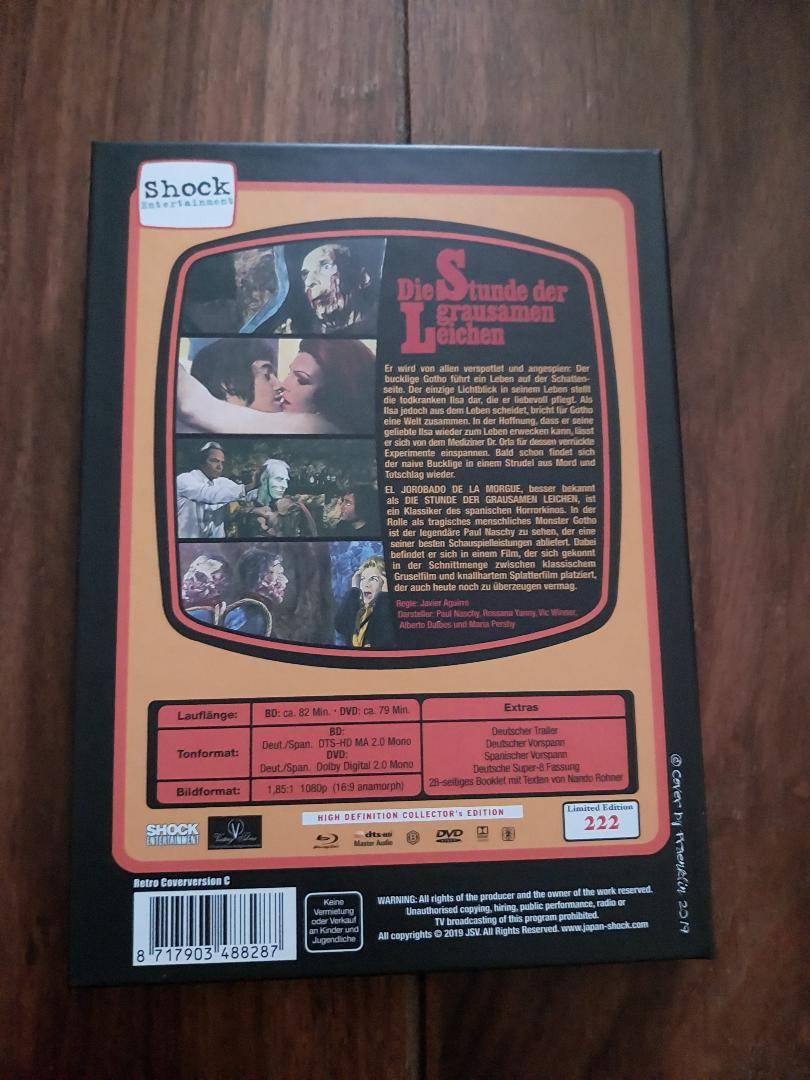 Shock
Entertainment
Die Stunde der
grausamen
Leichen
Er wird von allen verspottet und angespien: Der
bucklige Gotho führt ein Leben auf der Schatten-
seite. Der einzige Lichtblick in seinem Leben stellt
die todkranken Ilsa dar, die er liebevoll pflegt. Als
Ilsa jedoch aus dem Leben scheidet, bricht für Gotho
eine Welt zusammen. In der Hoffnung, dass er seine
geliebte Ilsa wieder zum Leben erwecken kann, lässt
er sich von dem Mediziner Dr. Orla für dessen verrückte
Experimente einspannen. Bald schon findet sich
der naive Bucklige in einem Strudel aus Mord und
Totschlag wieder.
EL JOROBADO DE LA MORGUE, besser bekannt
als DIE STUNDE DER GRAUSAMEN LEICHEN, ist
ein Klassiker des spanischen Horrorkinos. In der
Rolle als tragisches menschliches Monster Gotho
ist der legendäre Paul Naschy zu sehen, der eine
seiner besten Schauspielleistungen abliefert. Dabei
befindet er sich in einem Film, der sich gekonnt
in der Schnittmenge zwischen klassischem
Gruselfilm und knallhartem Splatterfilm platziert,
der auch heute noch zu überzeugen vermag.
Regie: Javier Aguirre
Darsteller: Paul Naschy, Rossana Yanny, Vic Winner,
Alberto Dalbes und Maria Pershy
Lauflänge:
BD: ca. 82 Min. · DVD: ca. 79 Min.
Tonformat:
BD:
Deut./Span. DTS-HD MA 2.0 Mono
DVD:
Deut./Span. Dolby Digital 2.0 Mono
Bildformat:
1,85:1 1080p (16:9 anamorph)
Extras
Deutscher Trailer
Deutscher Vorspann
Spanischer Vorspann
Deutsche Super-8 Fassung
28-seitiges Booklet mit Texten von Nando Rohner
HIGH DEFINITION COLLECTOR'S EDITION
SHOCK
ENTERTAINMENT
Blu-ray Disc
dts-HD
Master Audio
DVD
VIDEO
Limited Edition
222
© Cover by 2019
Retro Coverversion C
8 717903 488287
Keine
Vermietung
oder Verkauf
an Kinder und
Jugendliche
WARNING: All rights of the producer and the owner of the work reserved.
Unauthorised copying, hiring, public performance, radio or
TV broadcasting of this program prohibited.
All copyrights © 2019 JSV. All Rights Reserved. www.japan-shock.com